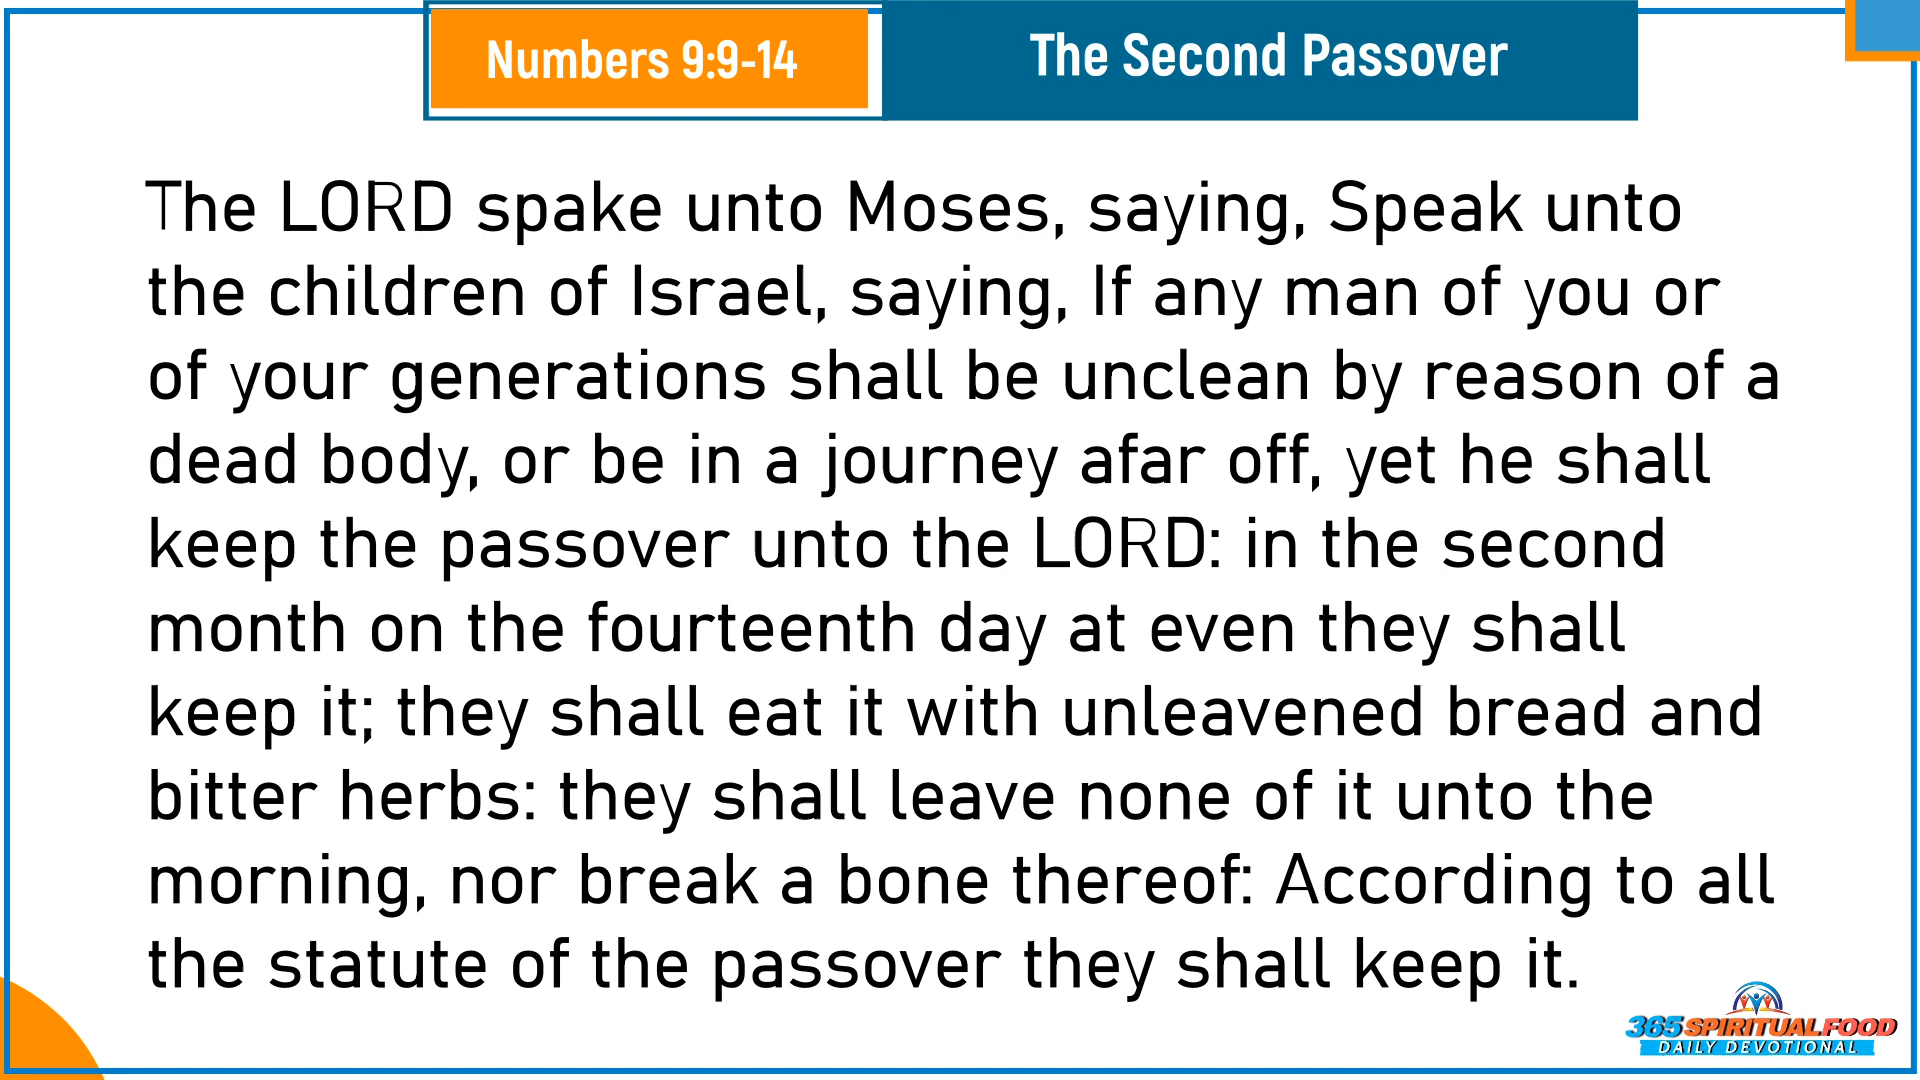 Numbers 9:9-14
The Second Passover
The LORD spake unto Moses, saying, Speak unto
the children of Israel, saying, If any man of you or
of your generations shall be unclean by reason of a
dead body, or be in a journey afar off, yet he shall
keep the passover unto the LORD: in the second
month on the fourteenth day at even they shall
keep it; they shall eat it with unleavened bread and
bitter herbs: they shall leave none of it unto the
morning, nor break a bone thereof: According to all
the statute of the passover they shall keep it.
365SPIRITUALFOOD
DAILY DEVOTIONAL